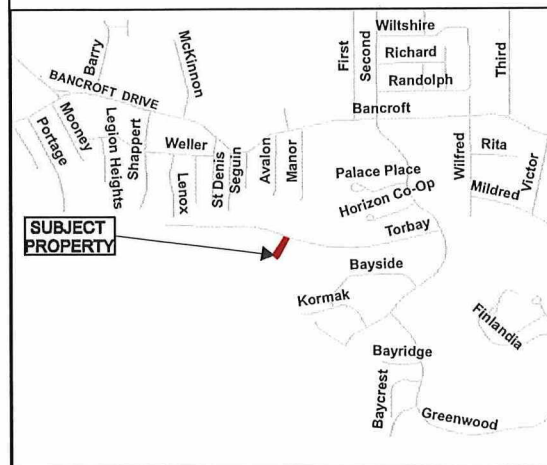 Wiltshire
First
Second
Richard
Randolph
Third
Barry
McKinnon
BANCROFT DRIVE
Bancroft
Mooney
Portage
Legion Heights
Shappert
Weller
Lenox
St Denis
Seguin
Avalon
Manor
Wilfred
Rita
Mildred
Victor
Palace Place
Horizon Co-Op
Torbay
SUBJECT
PROPERTY
Bayside
Kormak
Finlandia
Bayridge
Baycrest
Greenwood